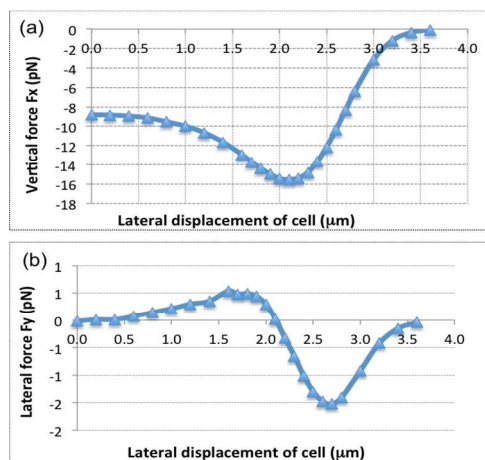 (a)
Vertical force Fx (pN)
0
-2
-4
-6
-8
-10
-12
-14
-16
-18
0.0 0.5 1.0 1.5 2.0 2.5 3.0 3.5 4.0
Lateral displacement of cell (μm)
(b)
Lateral force Fy (pN)
1
1
0
-1
-1
-2
-2
0.0 0.5 1.0 1.5 2.0 2.5 3.0 3.5 4.0
Lateral displacement of cell (μm)